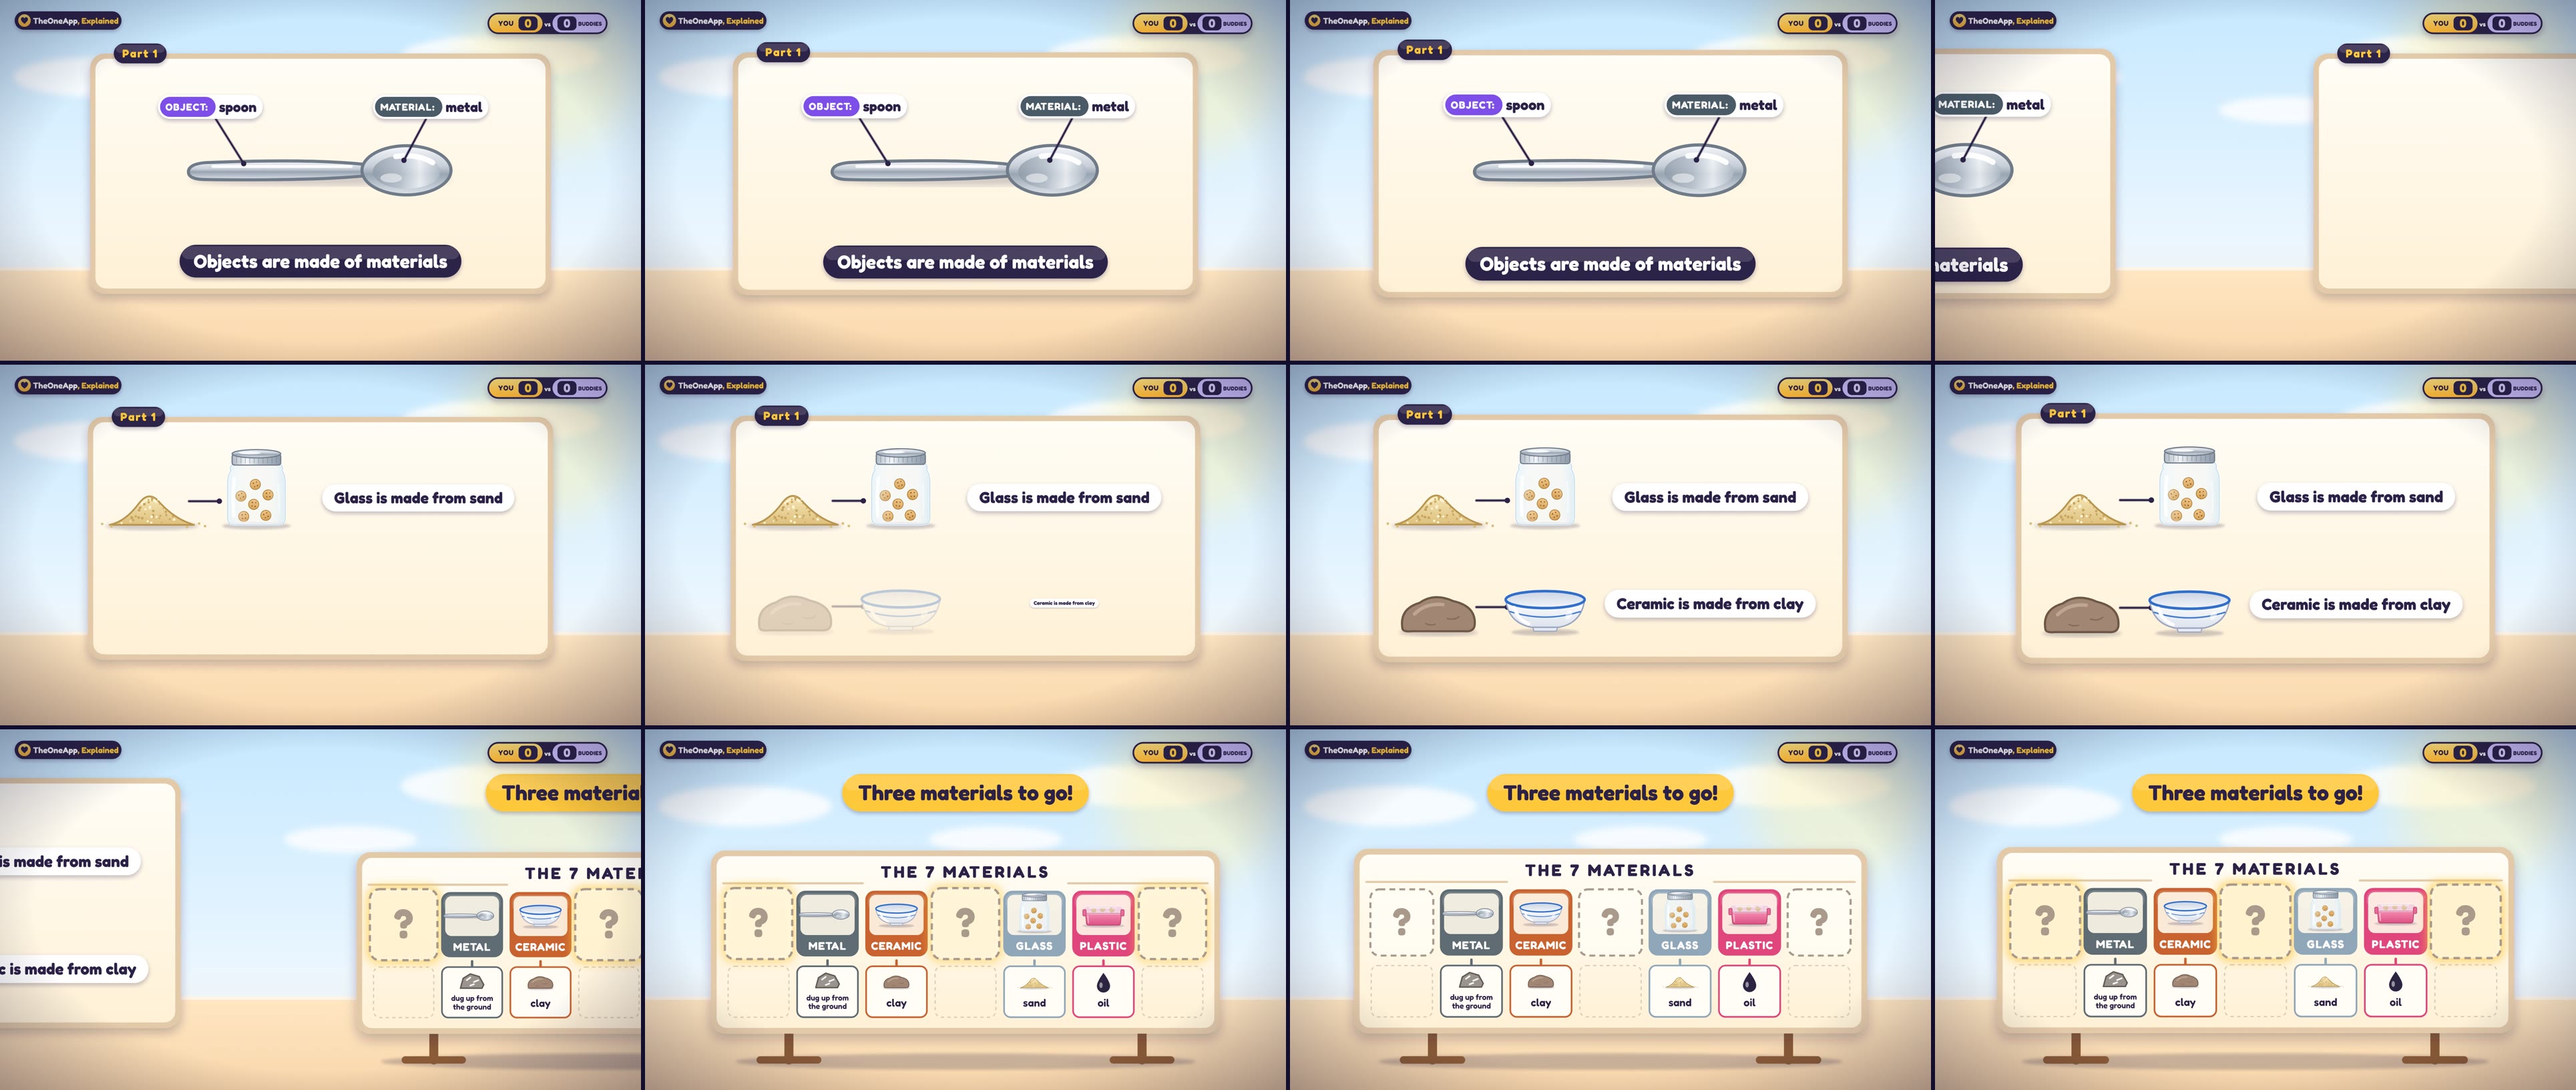 TheOneApp, Explained
YOU 0 vs 0 BUDDIES
Part 1
OBJECT: spoon
MATERIAL: metal
Objects are made of materials
TheOneApp, Explained
YOU 0 vs 0 BUDDIES
Part 1
OBJECT: spoon
MATERIAL: metal
Objects are made of materials
TheOneApp, Explained
YOU 0 vs 0 BUDDIES
Part 1
OBJECT: spoon
MATERIAL: metal
Objects are made of materials
TheOneApp, Explained
YOU 0 vs 0 BUDDIES
Part 1
MATERIAL: metal
naterials
TheOneApp, Explained
YOU 0 vs 0 BUDDIES
Part 1
Glass is made from sand
TheOneApp, Explained
YOU 0 vs 0 BUDDIES
Part 1
Glass is made from sand
Ceramic is made from clay
TheOneApp, Explained
YOU 0 vs 0 BUDDIES
Part 1
Glass is made from sand
Ceramic is made from clay
TheOneApp, Explained
YOU 0 vs 0 BUDDIES
Part 1
Glass is made from sand
Ceramic is made from clay
TheOneApp, Explained
YOU 0 vs 0 BUDDIES
is made from sand
c is made from clay
Three material
THE 7 MATE
? METAL CERAMIC ?
dug up from
the ground
clay
TheOneApp, Explained
YOU 0 vs 0 BUDDIES
Three materials to go!
THE 7 MATERIALS
? METAL CERAMIC ? GLASS PLASTIC ?
dug up from
the ground
clay
sand
oil
TheOneApp, Explained
YOU 0 vs 0 BUDDIES
Three materials to go!
THE 7 MATERIALS
? METAL CERAMIC ? GLASS PLASTIC ?
dug up from
the ground
clay
sand
oil
TheOneApp, Explained
YOU 0 vs 0 BUDDIES
Three materials to go!
THE 7 MATERIALS
? METAL CERAMIC ? GLASS PLASTIC ?
dug up from
the ground
clay
sand
oil